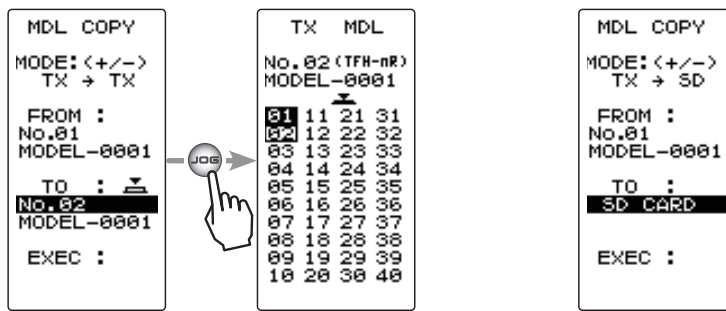 MDL COPY
MODE:(+/-)
TX → TX
FROM :
No.01
MODEL-0001
TO :
No.02
MODEL-0001
EXEC :
JOG
TX MDL
No.02(TFH-nR)
MODEL-0001
01 11 21 31
02 12 22 32
03 13 23 33
04 14 24 34
05 15 25 35
06 16 26 36
07 17 27 37
08 18 28 38
09 19 29 39
10 20 30 40
MDL COPY
MODE:(+/-)
TX → SD
FROM :
No.01
MODEL-0001
TO :
SD CARD
EXEC :